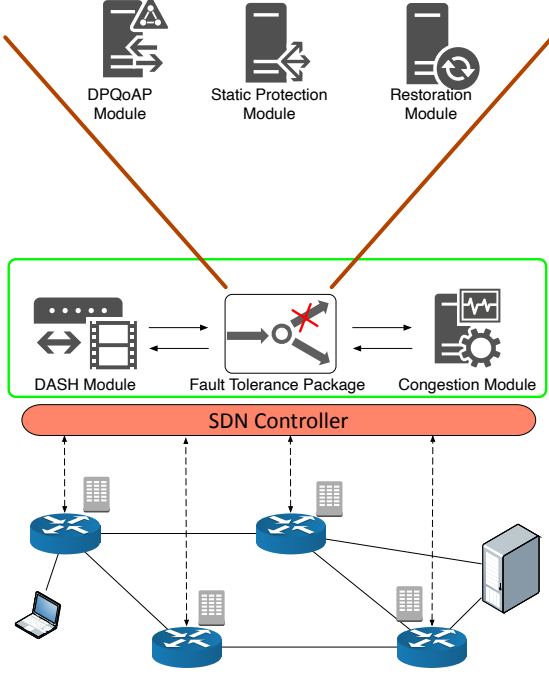 DPQoAP
Module
Static Protection
Module
Restoration
Module
DASH Module
Fault Tolerance Package
Congestion Module
SDN Controller